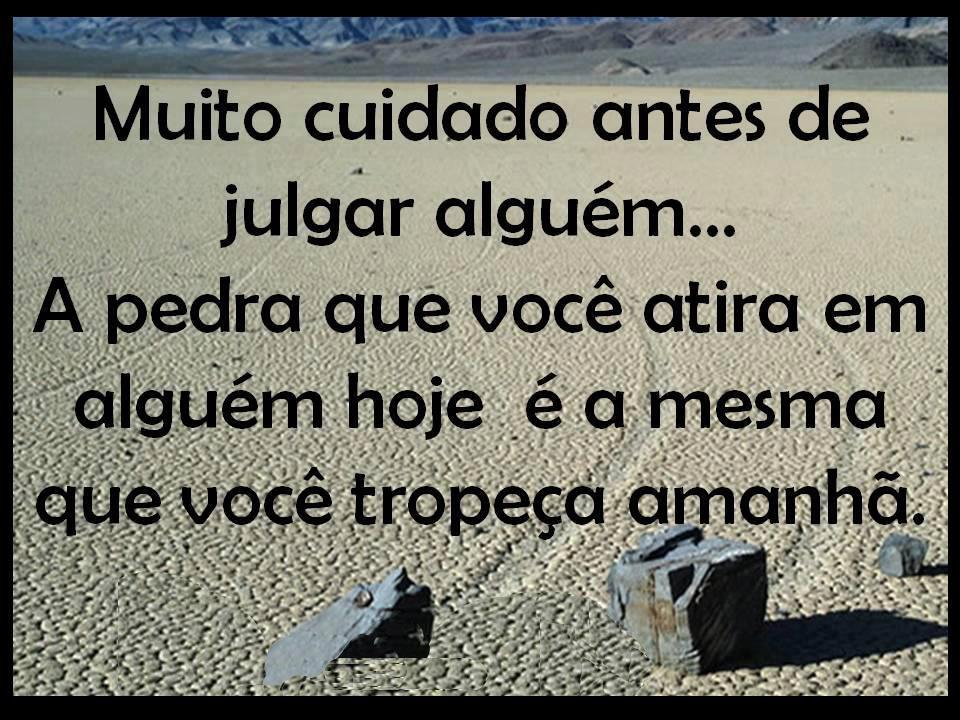 Muito cuidado antes de
julgar alguém...
A pedra que você atira em
alguém hoje  é a mesma
que você tropeça amanhã.